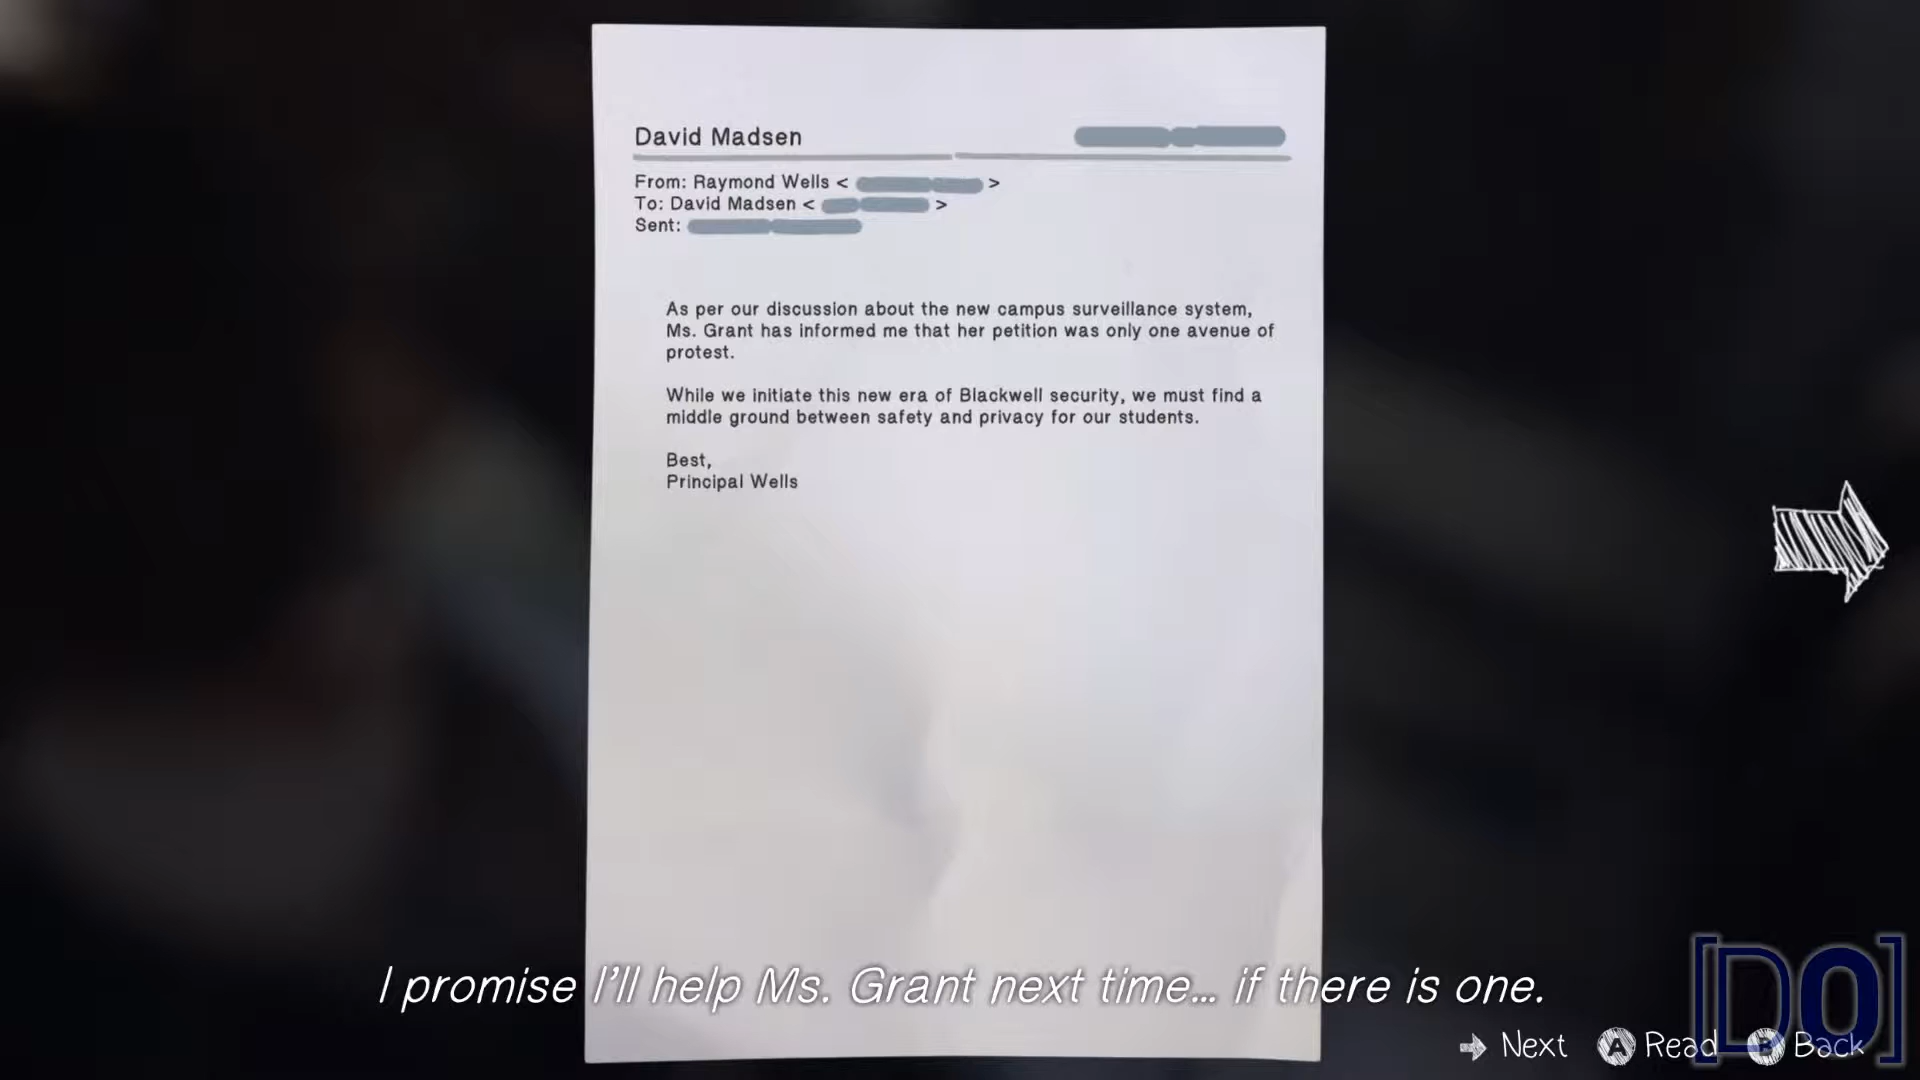 David Madsen
From: Raymond Wells < >
To: David Madsen < >
Sent:
As per our discussion about the new campus surveillance system,
Ms. Grant has informed me that her petition was only one avenue of
protest.
While we initiate this new era of Blackwell security, we must find a
middle ground between safety and privacy for our students.
Best,
Principal Wells
I promise I'll help Ms. Grant next time... if there is one.
Next A Read B Back
[DO]